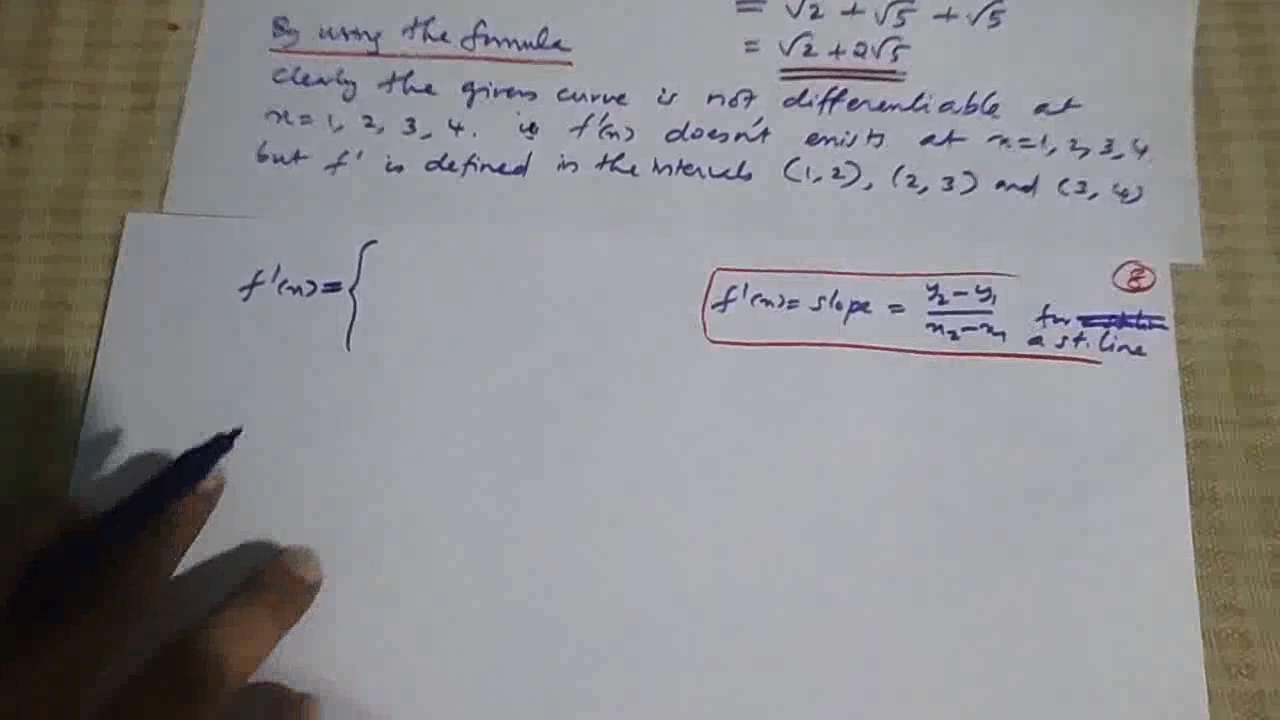 = √2 + √5 + √5
= √2 + 2√5
By using the formula
Clearly the given curve is not differentiable at
x = 1, 2, 3, 4. ie f'(x) doesn't exists at x = 1, 2, 3, 4
but f' is defined in the intervals (1, 2), (2, 3) and (3, 4)
8
f'(x) = {
f'(x) = slope = y₂ - y₁ / x₂ - x₁ for
a st. line